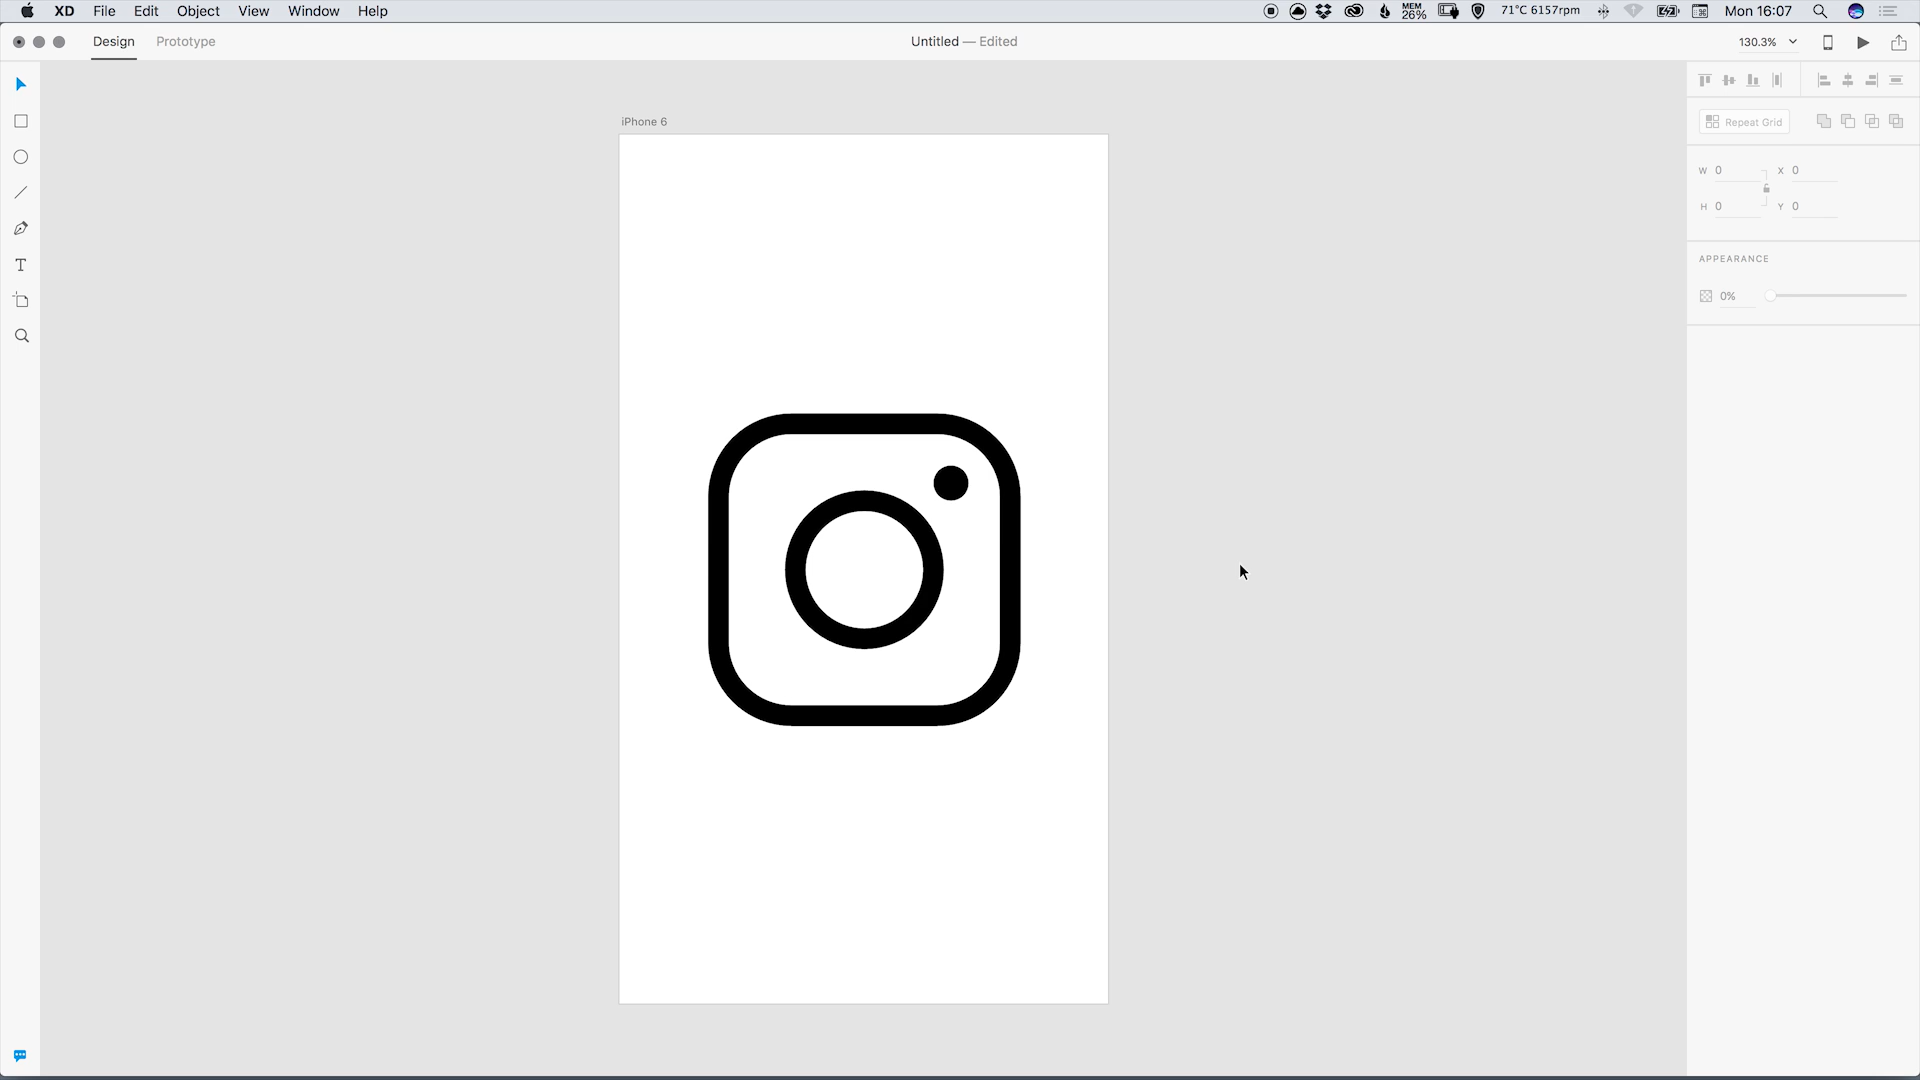 XD File Edit Object View Window Help MEM 26% 71°C 6157rpm Mon 16:07
Design Prototype Untitled — Edited 130.3%
iPhone 6
Repeat Grid
W 0 X 0
H 0 Y 0
APPEARANCE
0%
T